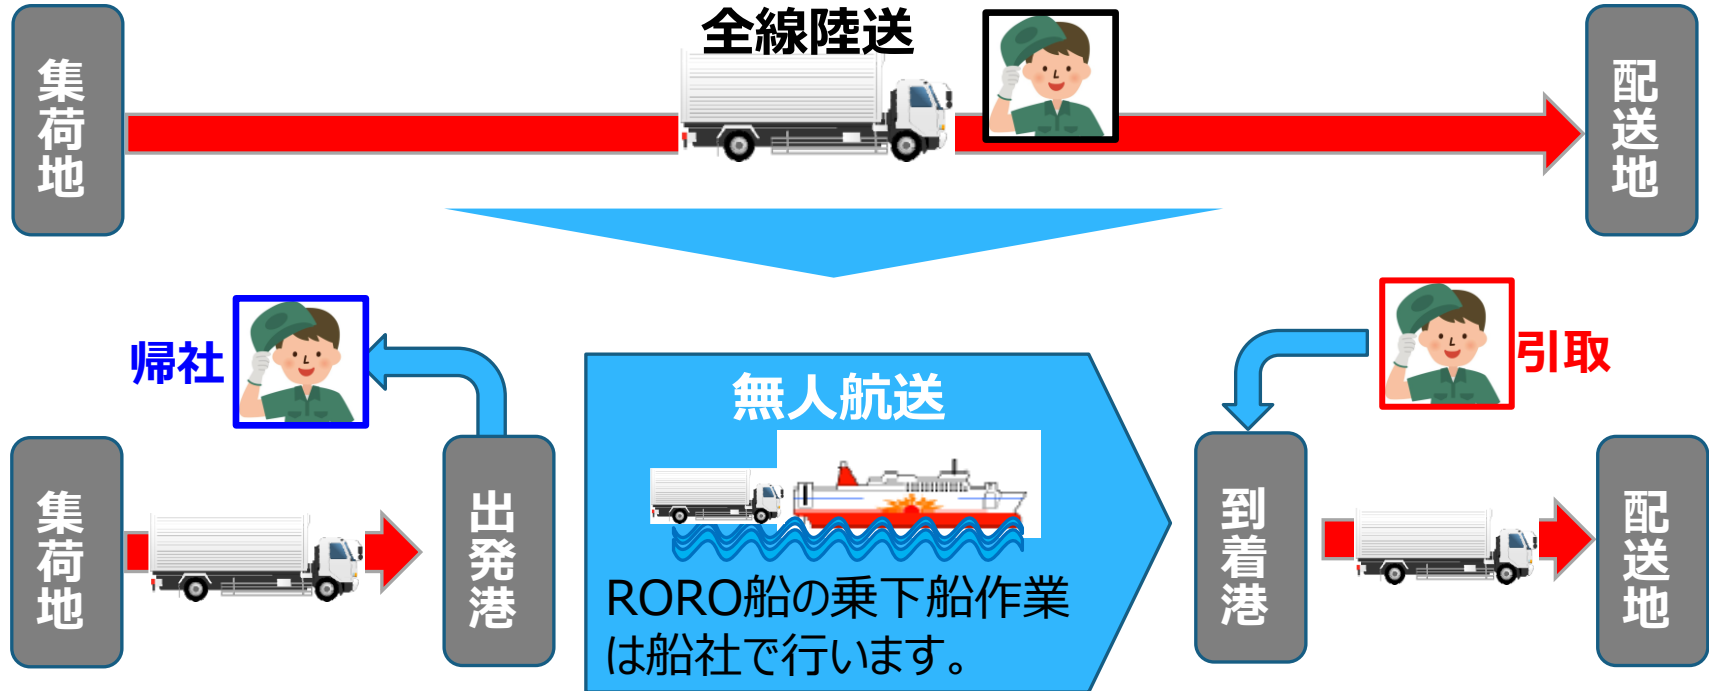 全線陸送
集荷地
配送地
帰社
引取
無人航送
集荷地
出発港
到着港
配送地
RORO船の乗下船作業
は船社で行います。